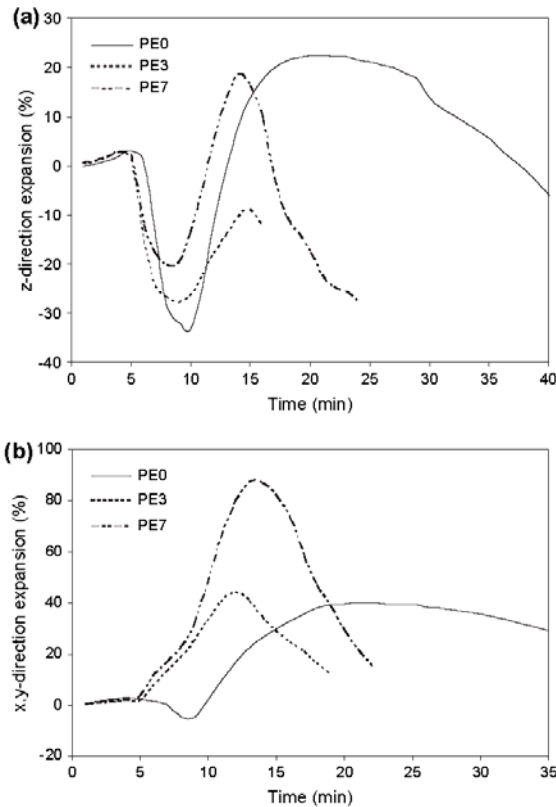 (a)
30
20
10
0
-10
-20
-30
-40
z-direction expansion (%)
PE0
PE3
PE7
0 5 10 15 20 25 30 35 40
Time (min)
(b)
100
80
60
40
20
0
-20
x.y-direction expansion (%)
PE0
PE3
PE7
0 5 10 15 20 25 30 35
Time (min)